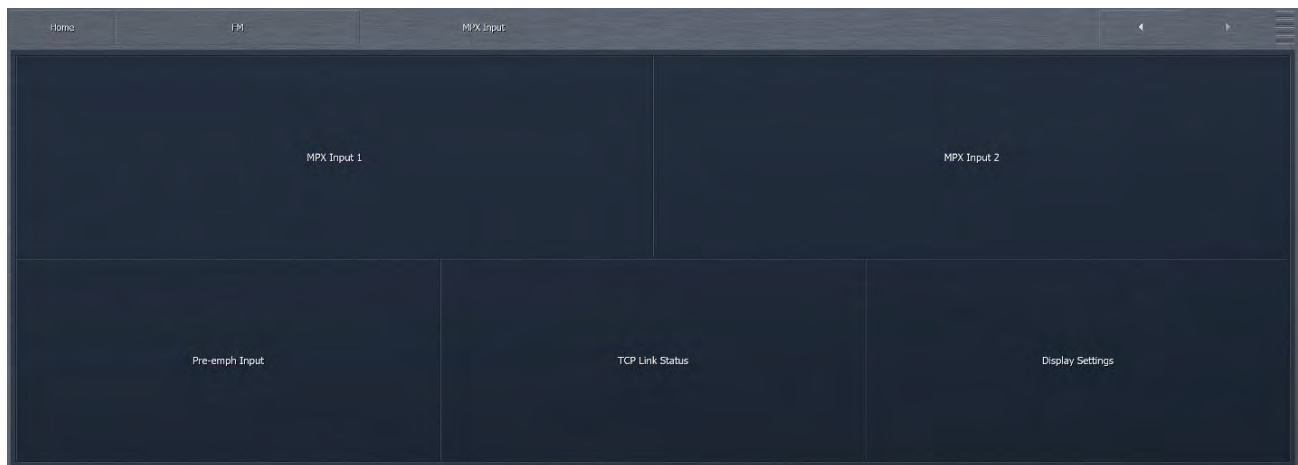 Home FM MPX Input
MPX Input 1 MPX Input 2
Pre-emph Input TCP Link Status Display Settings